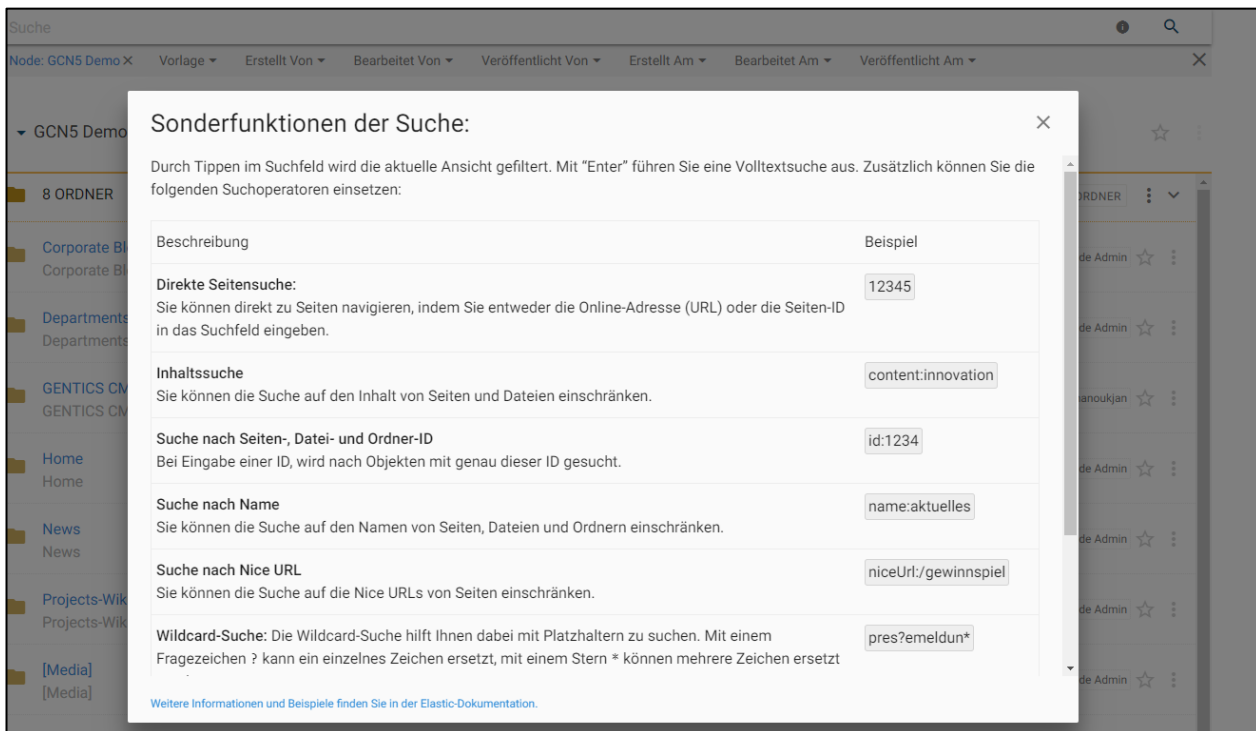 Suche
Node: GCN5 Demo × Vorlage Erstellt Von Bearbeitet Von Veröffentlicht Von Erstellt Am Bearbeitet Am Veröffentlicht Am
GCN5 Demo
Sonderfunktionen der Suche:
Durch Tippen im Suchfeld wird die aktuelle Ansicht gefiltert. Mit “Enter” führen Sie eine Volltextsuche aus. Zusätzlich können Sie die
folgenden Suchoperatoren einsetzen:
8 ORDNER
ORDNER
Beschreibung Beispiel
Direkte Seitensuche: 12345
Sie können direkt zu Seiten navigieren, indem Sie entweder die Online-Adresse (URL) oder die Seiten-ID
in das Suchfeld eingeben.
Inhaltssuche content:innovation
Sie können die Suche auf den Inhalt von Seiten und Dateien einschränken.
Suche nach Seiten-, Datei- und Ordner-ID id:1234
Bei Eingabe einer ID, wird nach Objekten mit genau dieser ID gesucht.
Suche nach Name name:aktuelles
Sie können die Suche auf den Namen von Seiten, Dateien und Ordnern einschränken.
Suche nach Nice URL niceUrl:/gewinnspiel
Sie können die Suche auf die Nice URLs von Seiten einschränken.
Wildcard-Suche: Die Wildcard-Suche hilft Ihnen dabei mit Platzhaltern zu suchen. Mit einem pres?emeldun*
Fragezeichen ? kann ein einzelnes Zeichen ersetzt, mit einem Stern * können mehrere Zeichen ersetzt
Weitere Informationen und Beispiele finden Sie in der Elastic-Dokumentation.
Corporate Bl de Admin
Corporate Bl
Departments de Admin
Departments
GENTICS CM anoukjan
GENTICS CM
Home de Admin
Home
News de Admin
News
Projects-Wik de Admin
Projects-Wik
[Media] de Admin
[Media]